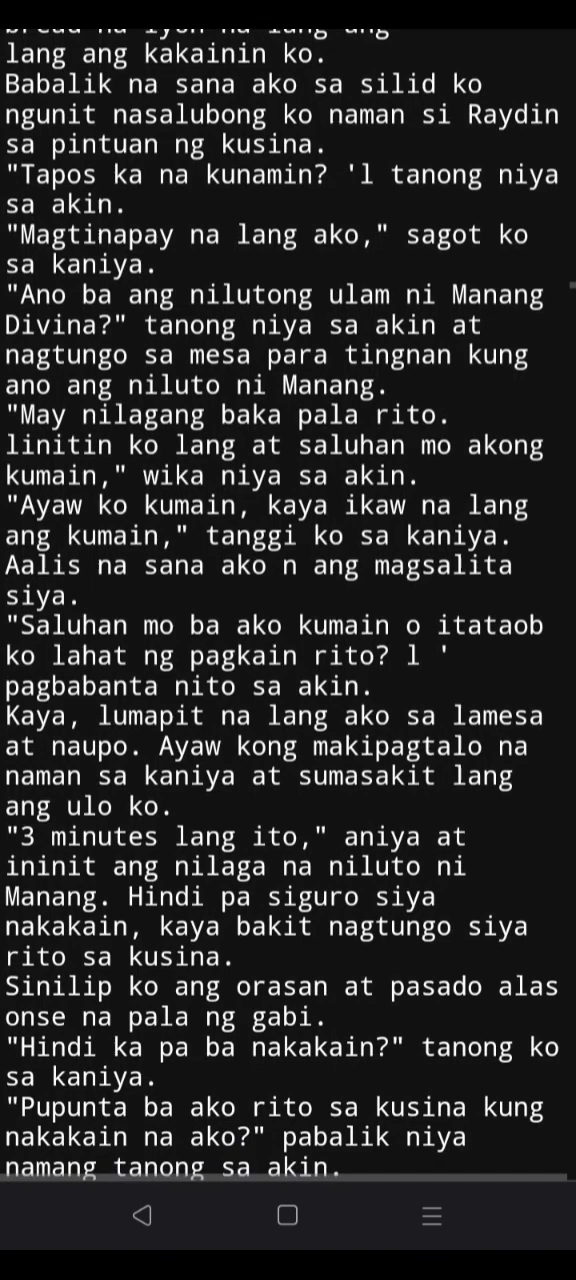 bread na iyon na lang ang
lang ang kakainin ko.
Babalik na sana ako sa silid ko
ngunit nasalubong ko naman si Raydin
sa pintuan ng kusina.
"Tapos ka na kunamin? 'l tanong niya
sa akin.
"Magtinapay na lang ako," sagot ko
sa kaniya.
"Ano ba ang nilutong ulam ni Manang
Divina?" tanong niya sa akin at
nagtungo sa mesa para tingnan kung
ano ang niluto ni Manang.
"May nilagang baka pala rito.
linitin ko lang at saluhan mo akong
kumain," wika niya sa akin.
"Ayaw ko kumain, kaya ikaw na lang
ang kumain," tanggi ko sa kaniya.
Aalis na sana ako n ang magsalita
siya.
"Saluhan mo ba ako kumain o itataob
ko lahat ng pagkain rito? l '
pagbabanta nito sa akin.
Kaya, lumapit na lang ako sa lamesa
at naupo. Ayaw kong makipagtalo na
naman sa kaniya at sumasakit lang
ang ulo ko.
"3 minutes lang ito," aniya at
ininit ang nilaga na niluto ni
Manang. Hindi pa siguro siya
nakakain, kaya bakit nagtungo siya
rito sa kusina.
Sinilip ko ang orasan at pasado alas
onse na pala ng gabi.
"Hindi ka pa ba nakakain?" tanong ko
sa kaniya.
"Pupunta ba ako rito sa kusina kung
nakakain na ako?" pabalik niya
namang tanong sa akin.